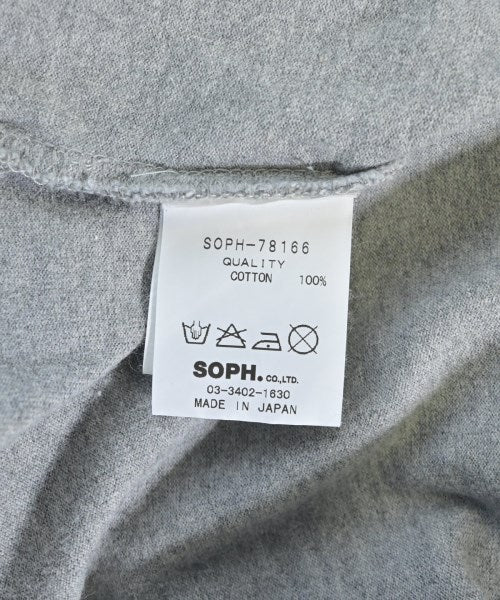 SOPH-78166
QUALITY
COTTON 100%
SOPH. CO.,LTD.
03-3402-1630
MADE IN JAPAN